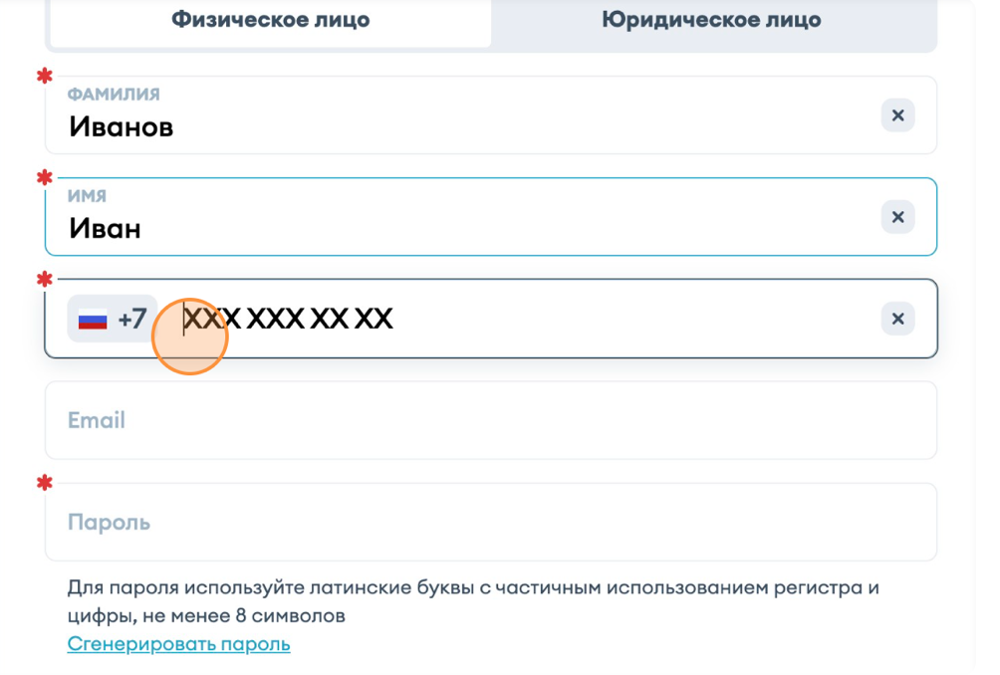 Физическое лицо
Юридическое лицо
ФАМИЛИЯ
Иванов
ИМЯ
Иван
+7 XXX XXX XX XX
Email
Пароль
Для пароля используйте латинские буквы с частичным использованием регистра и
цифры, не менее 8 символов
Сгенерировать пароль